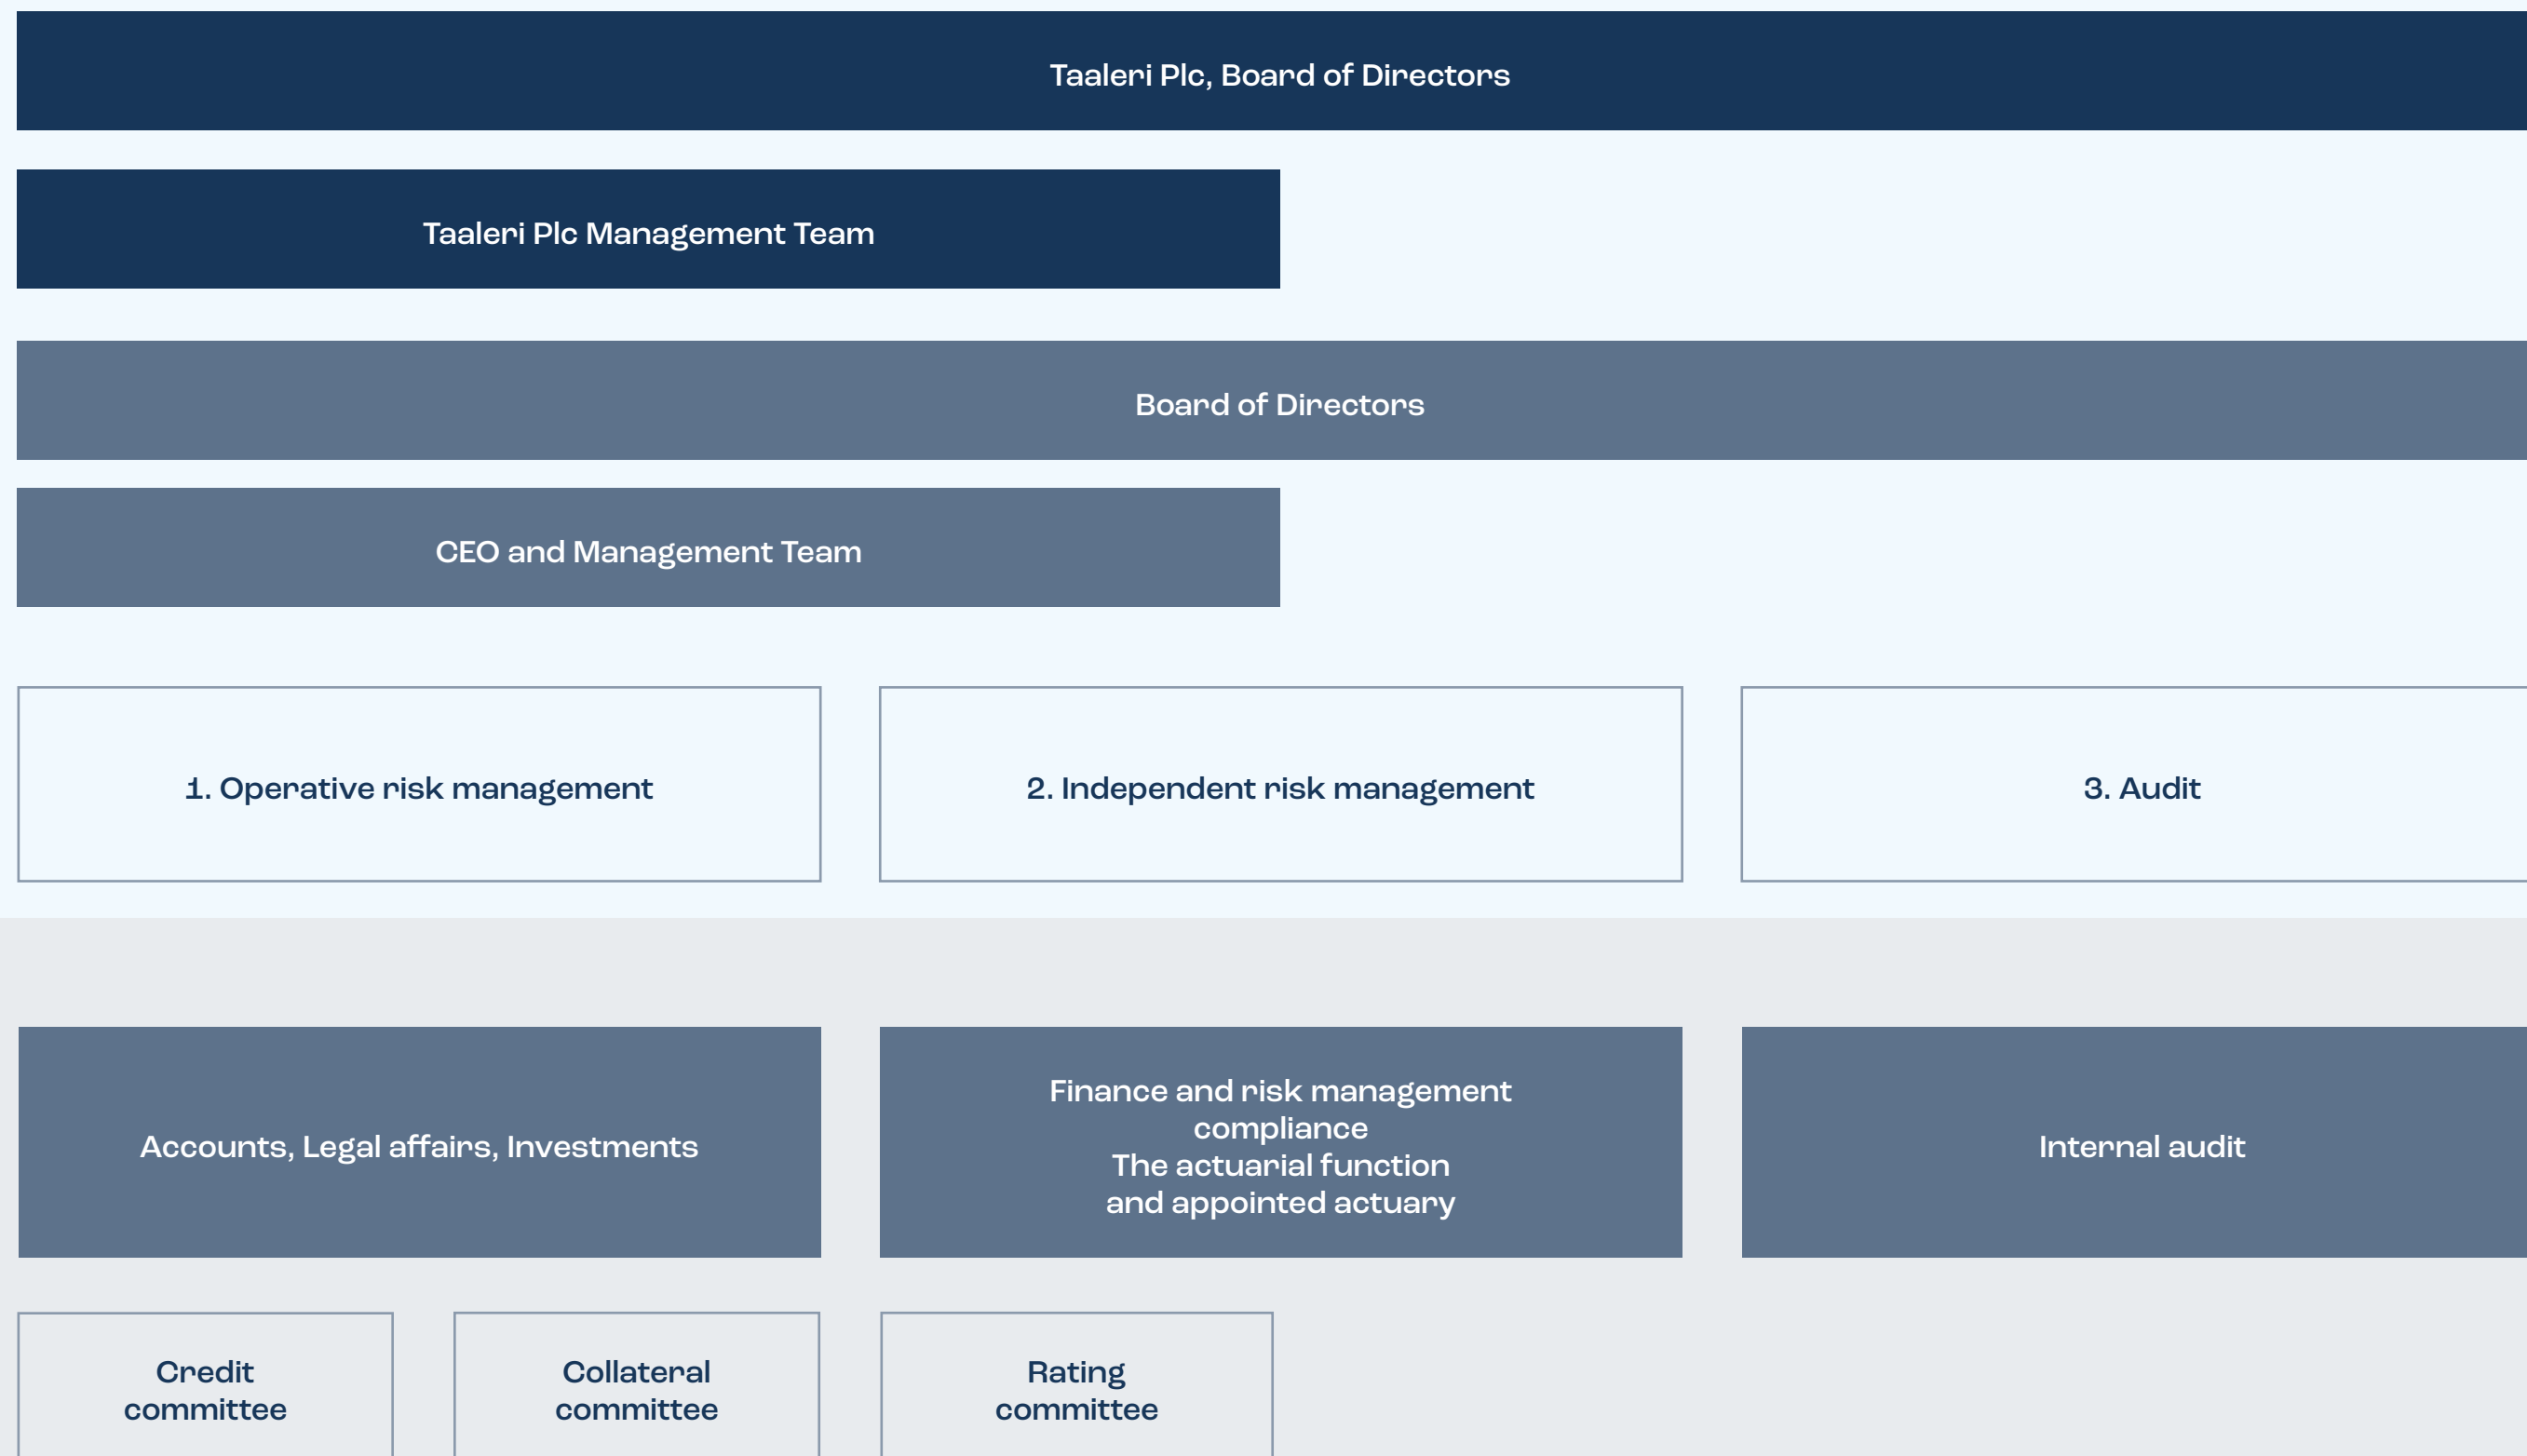 Taaleri Plc, Board of Directors
Taaleri Plc Management Team
Board of Directors
CEO and Management Team
1. Operative risk management
2. Independent risk management
3. Audit
Accounts, Legal affairs, Investments
Finance and risk management
compliance
The actuarial function
and appointed actuary
Internal audit
Credit
committee
Collateral
committee
Rating
committee